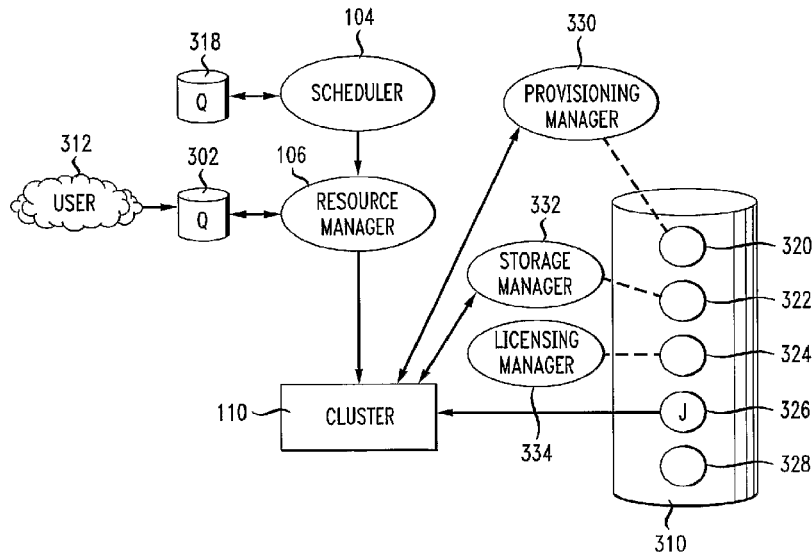 104
330
318
SCHEDULER
Q
PROVISIONING
MANAGER
312
302
106
USER
Q
RESOURCE
MANAGER
332
STORAGE
MANAGER
320
322
LICENSING
MANAGER
324
110
CLUSTER
J
326
334
328
310